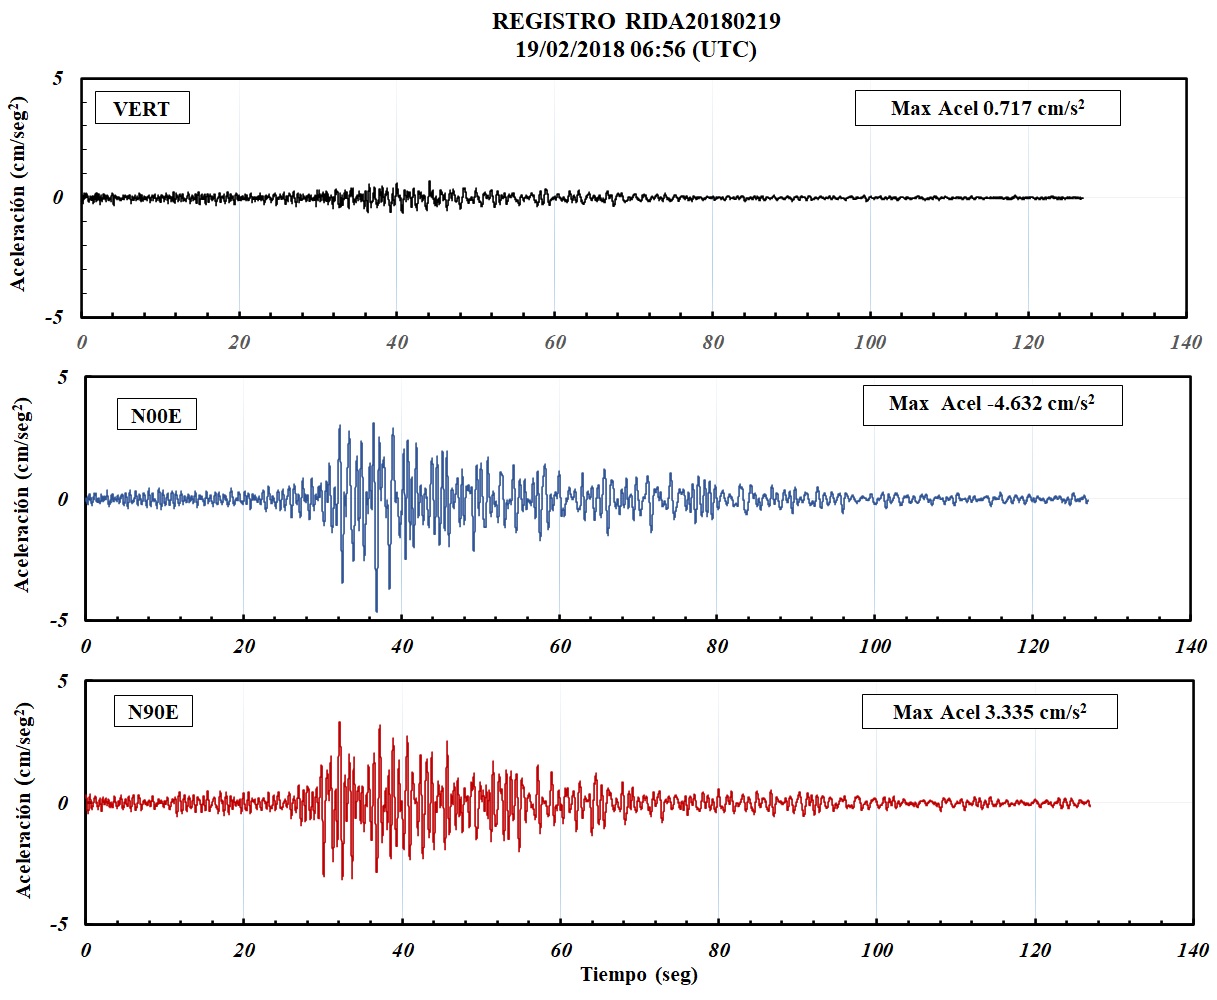 REGISTRO RIDA20180219
19/02/2018 06:56 (UTC)
5
VERT
Max Acel 0.717 cm/s²
Aceleración (cm/seg²)
0
-5
0 20 40 60 80 100 120 140
5
N00E
Max Acel -4.632 cm/s²
Aceleración (cm/seg²)
0
-5
0 20 40 60 80 100 120 140
5
N90E
Max Acel 3.335 cm/s²
Aceleración (cm/seg²)
0
-5
0 20 40 60 80 100 120 140
Tiempo (seg)